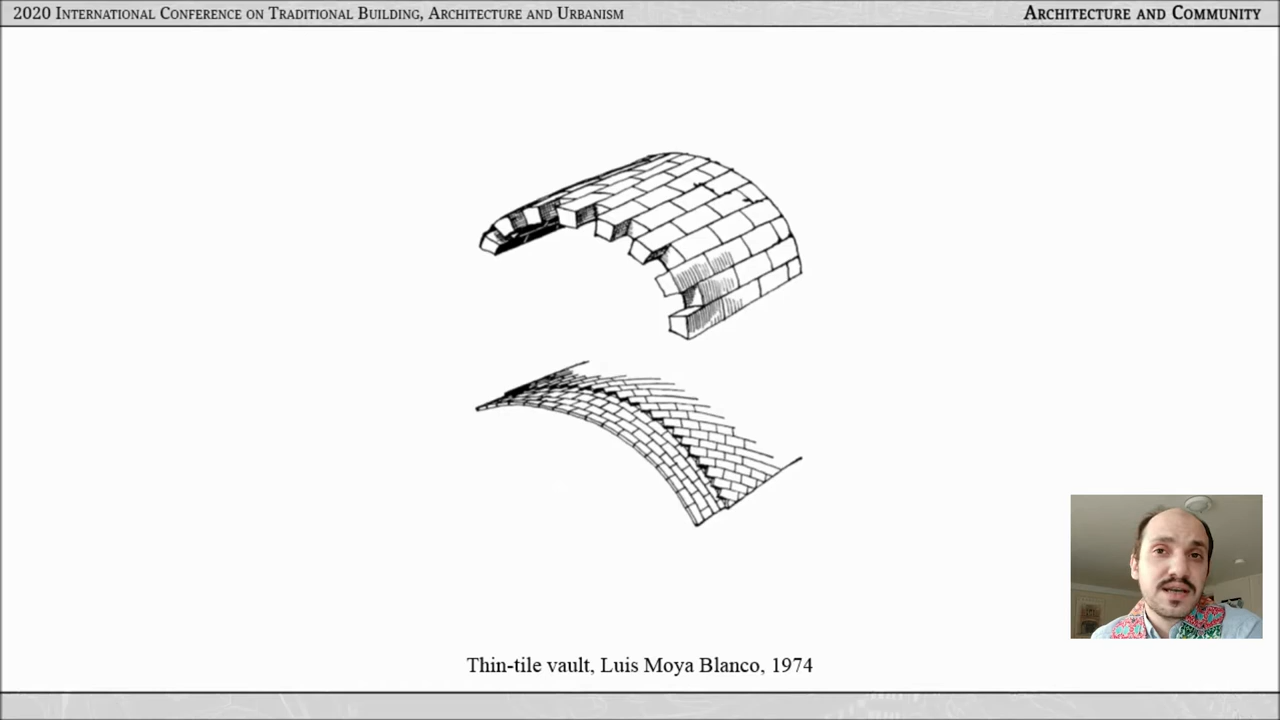 2020 International Conference on Traditional Building, Architecture and Urbanism
Architecture and Community
Thin-tile vault, Luis Moya Blanco, 1974